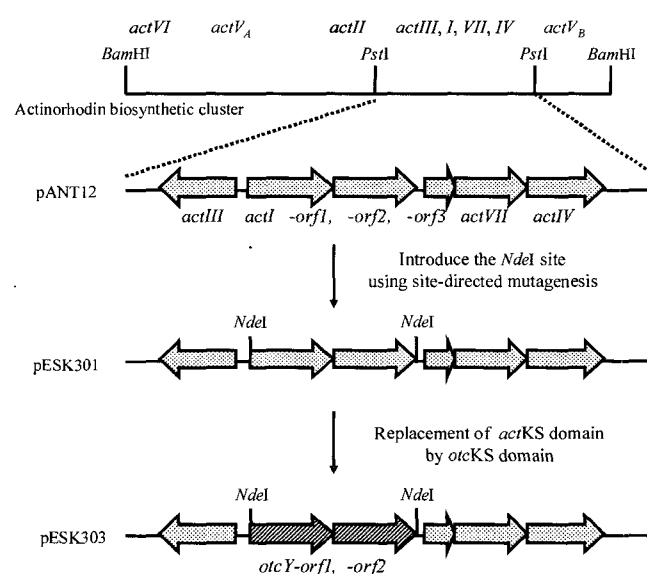 actVI actVA actII actIII, I, VII, IV actVB
BamHI PstI PstI BamHI
Actinorhodin biosynthetic cluster
pANT12
actIII actI -orf1, -orf2, -orf3 actVII actIV
Introduce the NdeI site
using site-directed mutagenesis
NdeI NdeI
pESK301
Replacement of actKS domain
by otcKS domain
NdeI NdeI
pESK303
otcY-orf1, -orf2